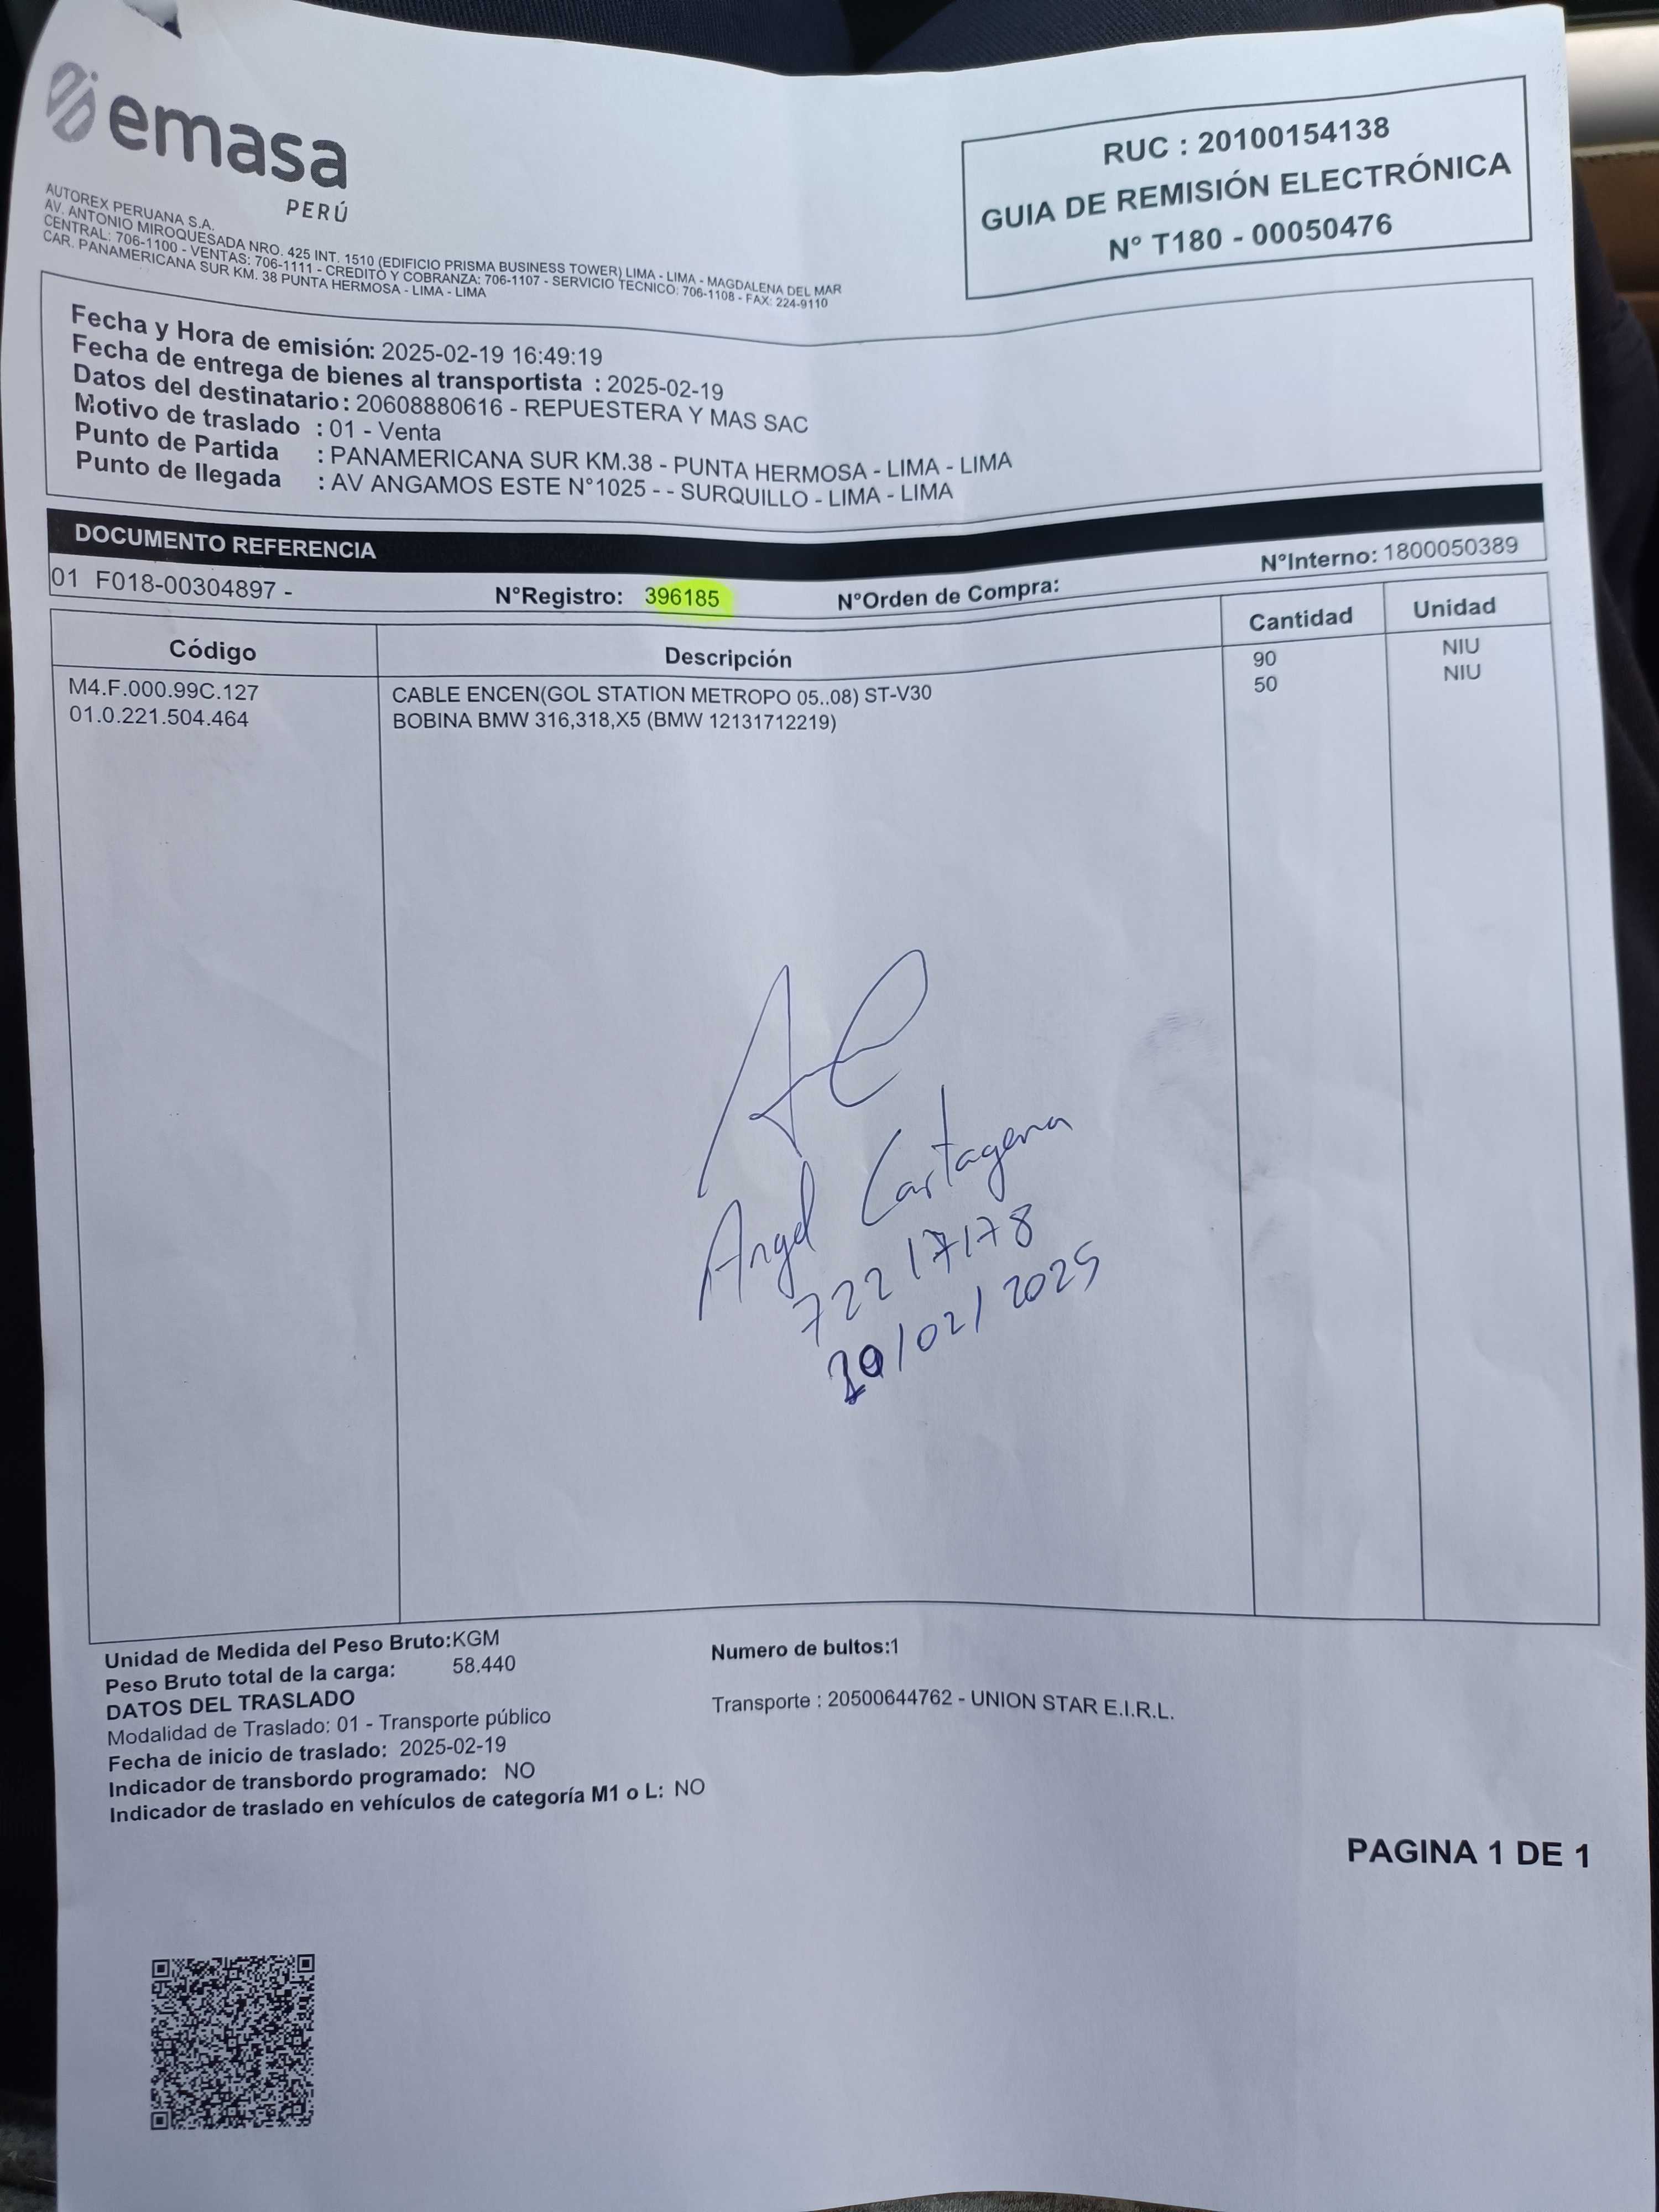 emasa
PERÚ
AUTOREX PERUANA S.A.
AV. ANTONIO MIROQUESADA NRO. 425 INT. 1510 (EDIFICIO PRISMA BUSINESS TOWER) LIMA - LIMA - MAGDALENA DEL MAR
CENTRAL: 706-1100 - VENTAS: 706-1111 - CREDITO Y COBRANZA: 706-1107 - SERVICIO TECNICO: 706-1108 - FAX: 224-9110
CAR. PANAMERICANA SUR KM. 38 PUNTA HERMOSA - LIMA - LIMA
RUC : 20100154138
GUIA DE REMISIÓN ELECTRÓNICA
N° T180 - 00050476
Fecha y Hora de emisión: 2025-02-19 16:49:19
Fecha de entrega de bienes al transportista : 2025-02-19
Datos del destinatario: 20608880616 - REPUESTERA Y MAS SAC
Motivo de traslado : 01 - Venta
Punto de Partida : PANAMERICANA SUR KM.38 - PUNTA HERMOSA - LIMA - LIMA
Punto de llegada : AV ANGAMOS ESTE N°1025 - - SURQUILLO - LIMA - LIMA
DOCUMENTO REFERENCIA
01 F018-00304897 - N°Registro: 396185 N°Orden de Compra: N°Interno: 1800050389
Código Descripción Cantidad Unidad
M4.F.000.99C.127 CABLE ENCEN(GOL STATION METROPO 05..08) ST-V30 90 NIU
01.0.221.504.464 BOBINA BMW 316,318,X5 (BMW 12131712219) 50 NIU
AC
Angel Cartagena
72217178
20/02/2025
Unidad de Medida del Peso Bruto:KGM Numero de bultos:1
Peso Bruto total de la carga: 58.440
DATOS DEL TRASLADO Transporte : 20500644762 - UNION STAR E.I.R.L.
Modalidad de Traslado: 01 - Transporte público
Fecha de inicio de traslado: 2025-02-19
Indicador de transbordo programado: NO
Indicador de traslado en vehículos de categoría M1 o L: NO
PAGINA 1 DE 1